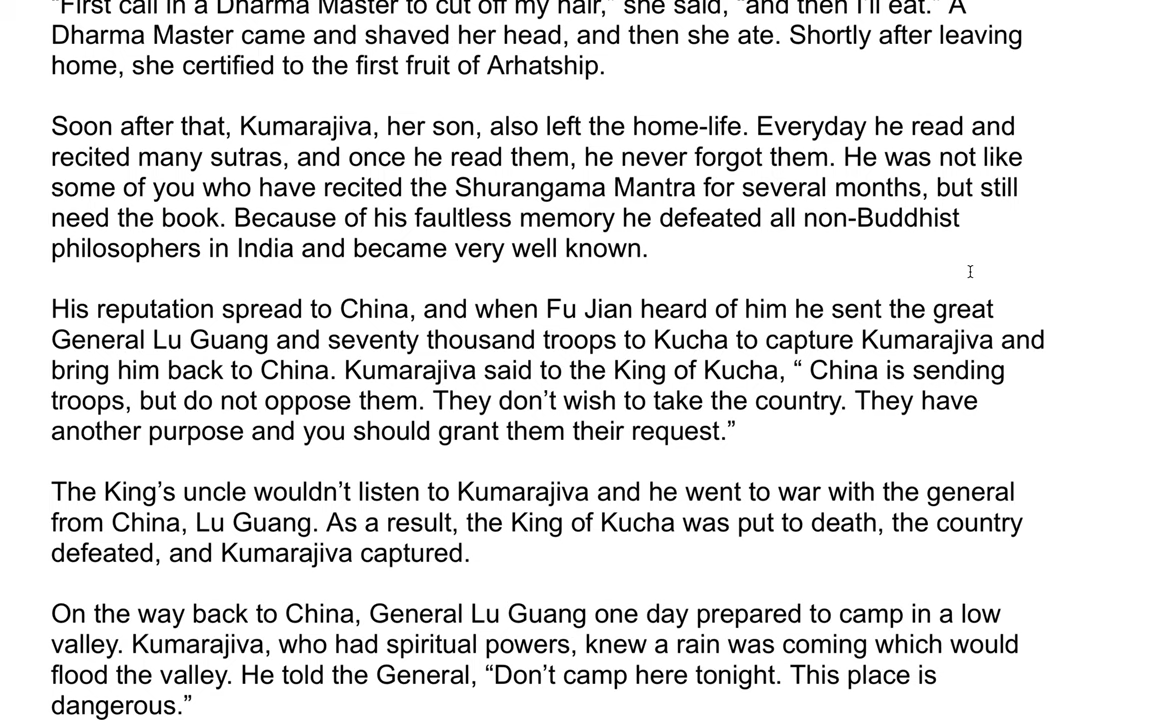 "First call in a Dharma Master to cut off my hair," she said, "and then I'll eat." A
Dharma Master came and shaved her head, and then she ate. Shortly after leaving
home, she certified to the first fruit of Arhatship.
Soon after that, Kumarajiva, her son, also left the home-life. Everyday he read and
recited many sutras, and once he read them, he never forgot them. He was not like
some of you who have recited the Shurangama Mantra for several months, but still
need the book. Because of his faultless memory he defeated all non-Buddhist
philosophers in India and became very well known.
His reputation spread to China, and when Fu Jian heard of him he sent the great
General Lu Guang and seventy thousand troops to Kucha to capture Kumarajiva and
bring him back to China. Kumarajiva said to the King of Kucha, “ China is sending
troops, but do not oppose them. They don’t wish to take the country. They have
another purpose and you should grant them their request.”
The King’s uncle wouldn’t listen to Kumarajiva and he went to war with the general
from China, Lu Guang. As a result, the King of Kucha was put to death, the country
defeated, and Kumarajiva captured.
On the way back to China, General Lu Guang one day prepared to camp in a low
valley. Kumarajiva, who had spiritual powers, knew a rain was coming which would
flood the valley. He told the General, “Don’t camp here tonight. This place is
dangerous.”